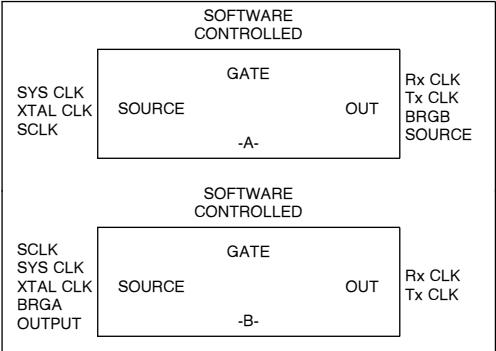 SOFTWARE
CONTROLLED
GATE
SYS CLK
XTAL CLK
SCLK
SOURCE
OUT
Rx CLK
Tx CLK
BRGB
SOURCE
-A-
SOFTWARE
CONTROLLED
GATE
SCLK
SYS CLK
XTAL CLK
BRGA
OUTPUT
SOURCE
OUT
Rx CLK
Tx CLK
-B-